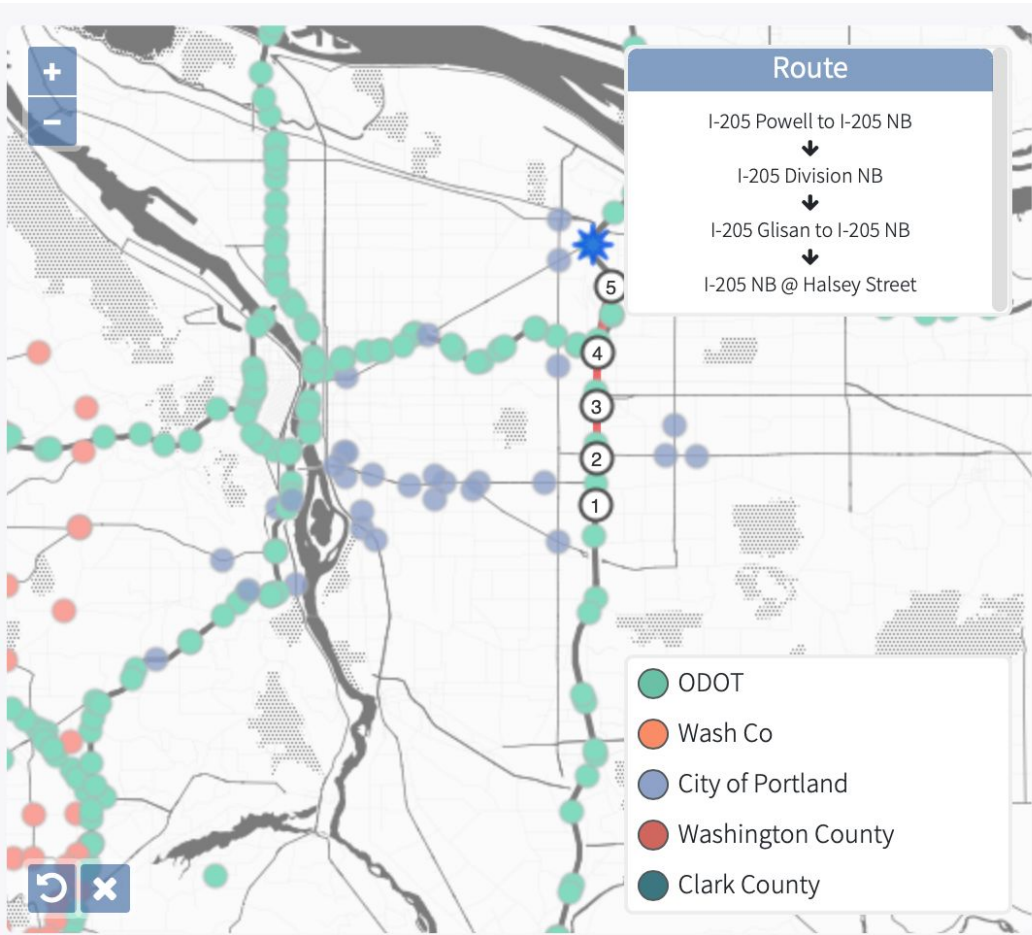 +
−
Route
I-205 Powell to I-205 NB
I-205 Division NB
I-205 Glisan to I-205 NB
I-205 NB @ Halsey Street
5
4
3
2
1
ODOT
Wash Co
City of Portland
Washington County
Clark County